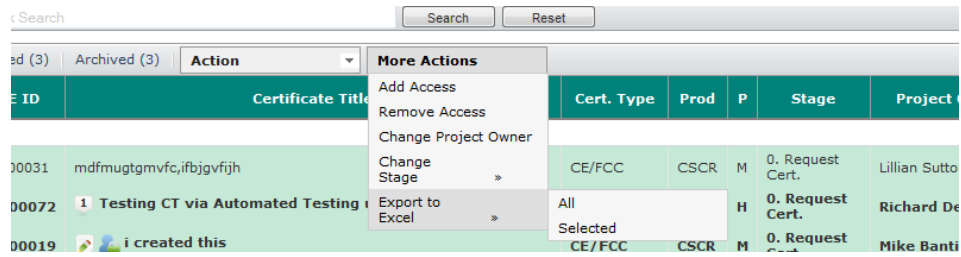 Search
Search Reset
(3) Archived (3) Action More Actions
Add Access
Remove Access
Change Project Owner
Change
Stage »
Export to
Excel »
All
Selected
ID Certificate Title Cert. Type Prod P Stage Project
00031 mdfmugtgmvfc,ifbjgvfijh CE/FCC CSCR M 0. Request
Cert. Lillian Sutto
00072 1 Testing CT via Automated Testing H 0. Request
Cert. Richard De
00019 i created this CE/FCC CSCR M 0. Request
Mike Banti